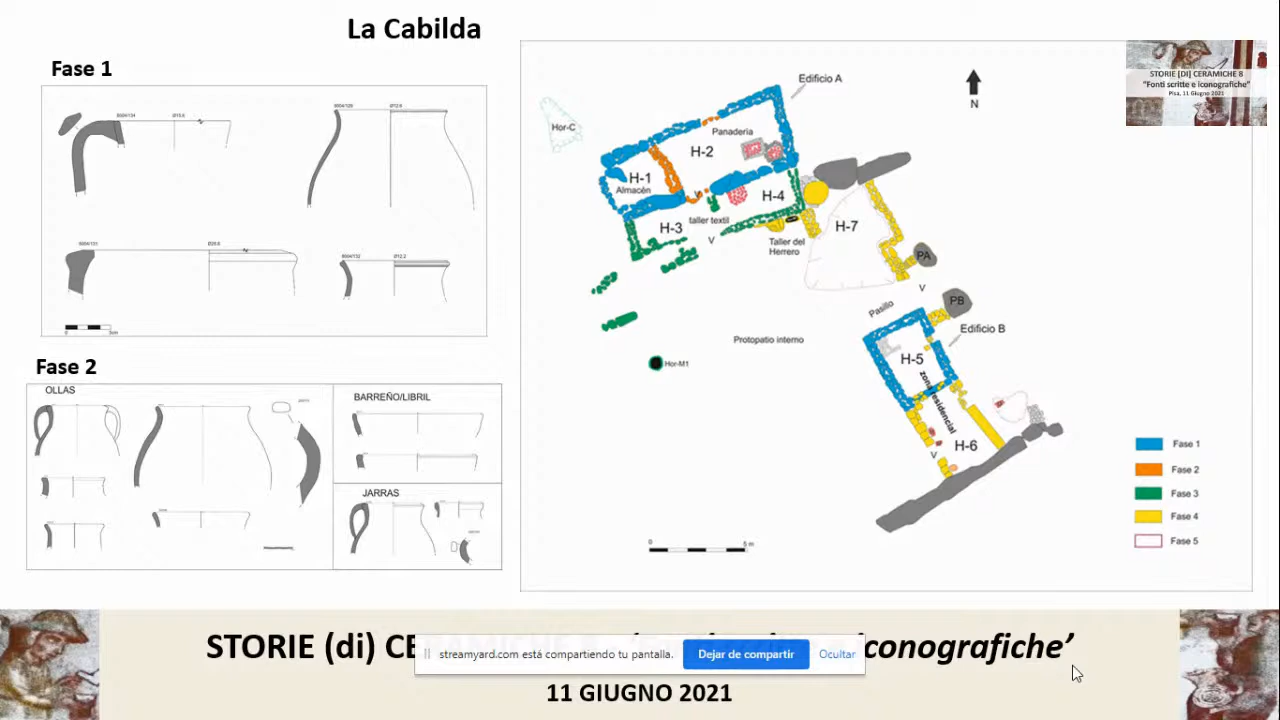 La Cabilda
Fase 1
Fase 2
OLLAS
BARREÑO/LIBRIL
JARRAS
STORIE [DI] CERAMICHE 8
"Fonti scritte e iconografiche"
Pisa, 11 Giugno 2021
Edificio A
N
Hor-C
Panadería
H-2
H-1
Almacén
H-4
taller textil
H-3
V
V
Taller del
Herrero
H-7
PA
V
Pasillo
PB
Edificio B
Protopatio interno
Hor-M1
H-5
zona residencial
H-6
V
0
5 m
Fase 1
Fase 2
Fase 3
Fase 4
Fase 5
STORIE (di) CE
conografiche’
streamyard.com está compartiendo tu pantalla.
Dejar de compartir
Ocultar
11 GIUGNO 2021